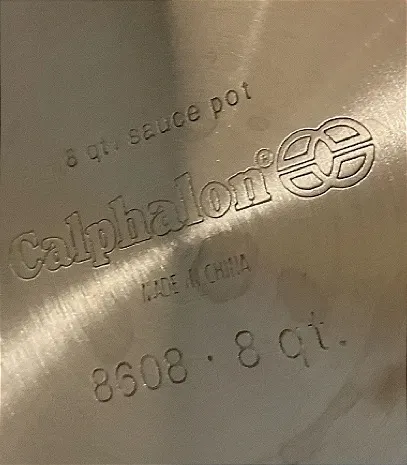 8 qt. sauce pot
Calphalon®
MADE IN CHINA
8608 · 8 qt.